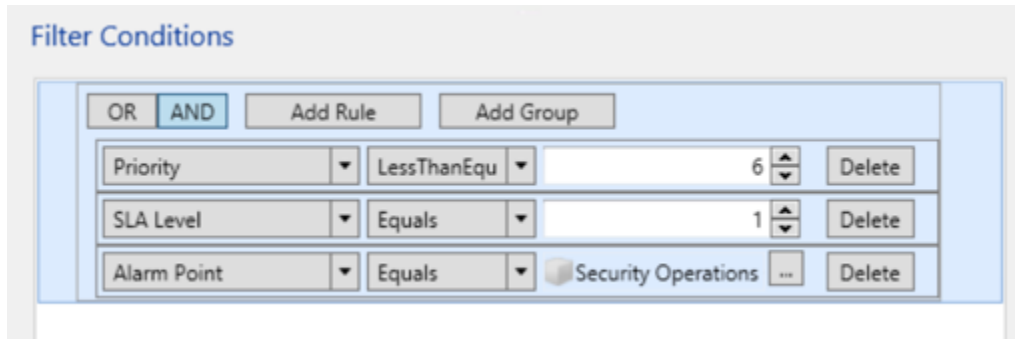 Filter Conditions
OR AND Add Rule Add Group
Priority LessThanEqu 6 Delete
SLA Level Equals 1 Delete
Alarm Point Equals Security Operations ... Delete